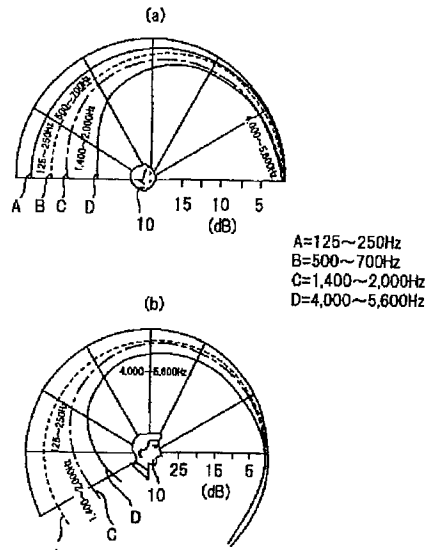 (a)
125~250Hz
500~700Hz
1,400~2,000Hz
4,000~5,600Hz
A B C D
10
15 10 5
(dB)
A=125~250Hz
B=500~700Hz
C=1,400~2,000Hz
D=4,000~5,600Hz
(b)
4,000~5,600Hz
125~250Hz
1,400~2,000Hz
25 15 5
10
(dB)
C
D